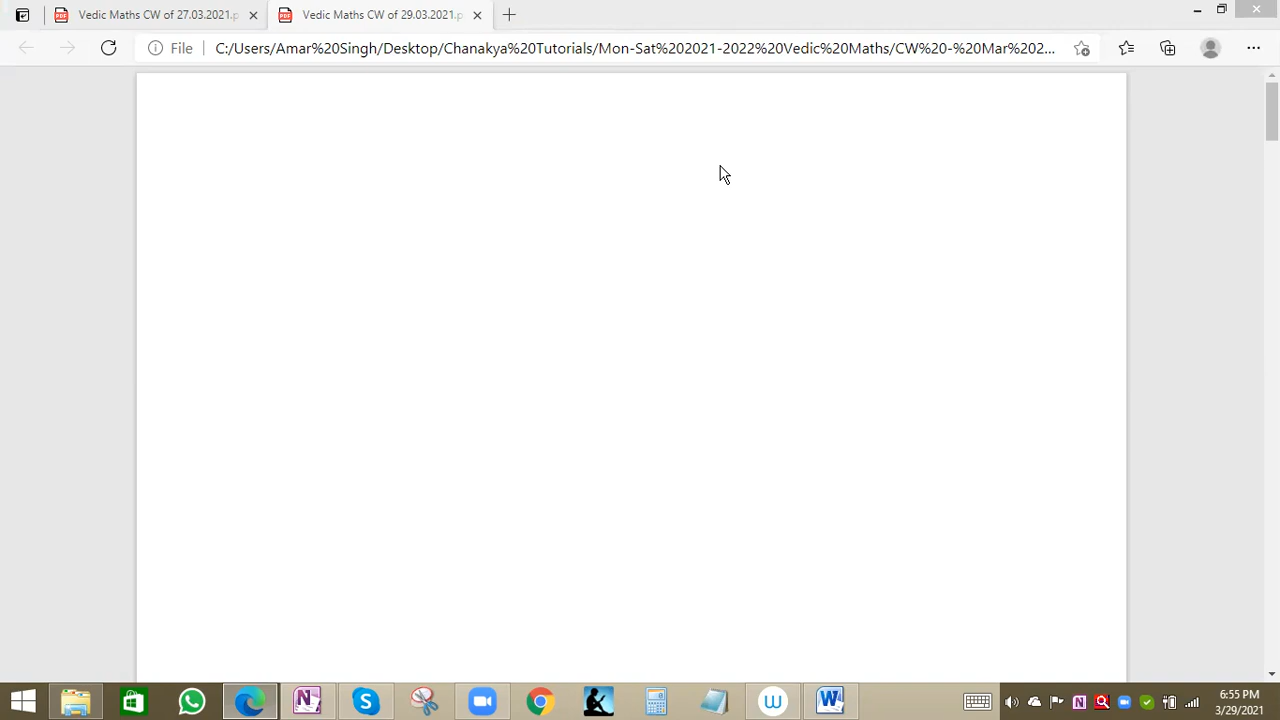 Vedic Maths CW of 27.03.2021.p
Vedic Maths CW of 29.03.2021.p
File
C:/Users/Amar%20Singh/Desktop/Chanakya%20Tutorials/Mon-Sat%202021-2022%20Vedic%20Maths/CW%20-%20Mar%202...
6:55 PM
3/29/2021